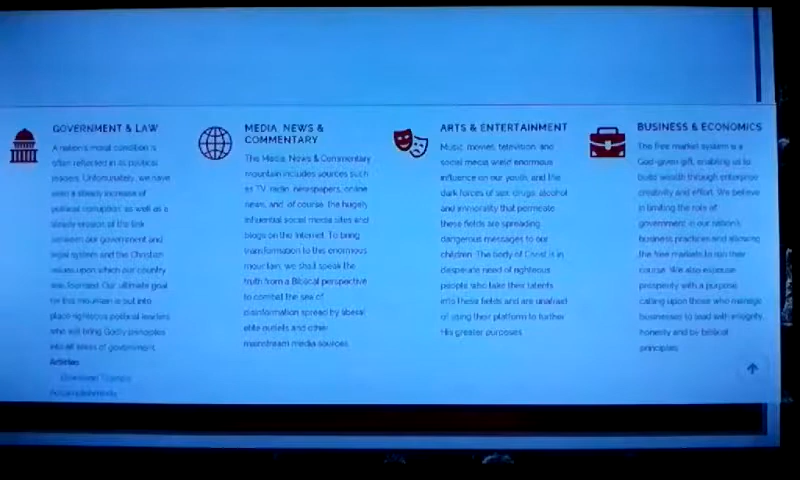 GOVERNMENT & LAW
A nation's moral condition is
often reflected in its political
leaders. Unfortunately, we have
seen a steady increase of
political corruption, as well as a
steady erosion of the link
between our government and
legal system and the Christian
values upon which our country
was founded. Our ultimate goal
for this mountain is put into
place righteous political leaders
who will bring Godly principles
into all areas of government.
Articles
Accomplishments
MEDIA, NEWS &
COMMENTARY
The Media, News & Commentary
mountain includes sources such
as TV, radio, newspapers, online
news, and, of course, the hugely
influential social media sites and
blogs on the Internet. To bring
transformation to this enormous
mountain, we shall speak the
truth from a Biblical perspective
to combat the sea of
disinformation spread by liberal
elite outlets and other
mainstream media sources.
ARTS & ENTERTAINMENT
Music, movies, television, and
social media wield enormous
influence on our youth, and the
dark forces of sex, drugs, alcohol
and immorality that permeate
these fields are spreading
dangerous messages to our
children. The body of Christ is in
desperate need of righteous
people who take their talents
into these fields and are unafraid
of using their platform to further
His greater purposes.
BUSINESS & ECONOMICS
The free market system is a
God-given gift, enabling us to
build wealth through enterprise,
creativity and effort. We believe
in limiting the role of
government in our nation's
business practices and allowing
the free markets to run their
course. We also espouse
prosperity with a purpose,
calling upon those who manage
businesses to lead with integrity,
honesty and by biblical
principles.